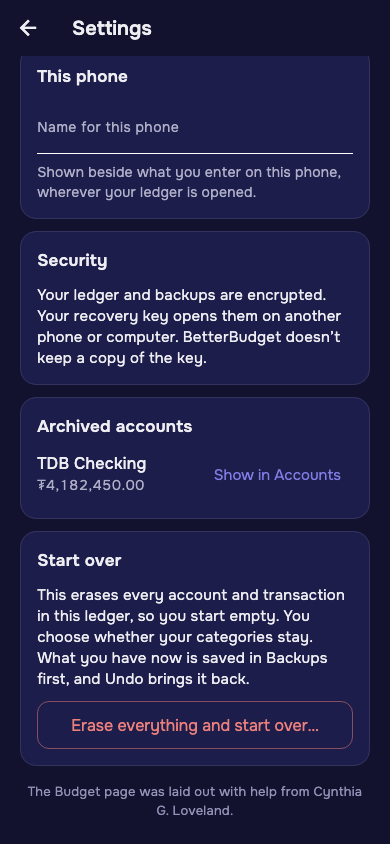 Settings
This phone
Name for this phone
Shown beside what you enter on this phone,
wherever your ledger is opened.
Security
Your ledger and backups are encrypted.
Your recovery key opens them on another
phone or computer. BetterBudget doesn’t
keep a copy of the key.
Archived accounts
TDB Checking
₮4,182,450.00
Show in Accounts
Start over
This erases every account and transaction
in this ledger, so you start empty. You
choose whether your categories stay.
What you have now is saved in Backups
first, and Undo brings it back.
Erase everything and start over…
The Budget page was laid out with help from Cynthia
G. Loveland.